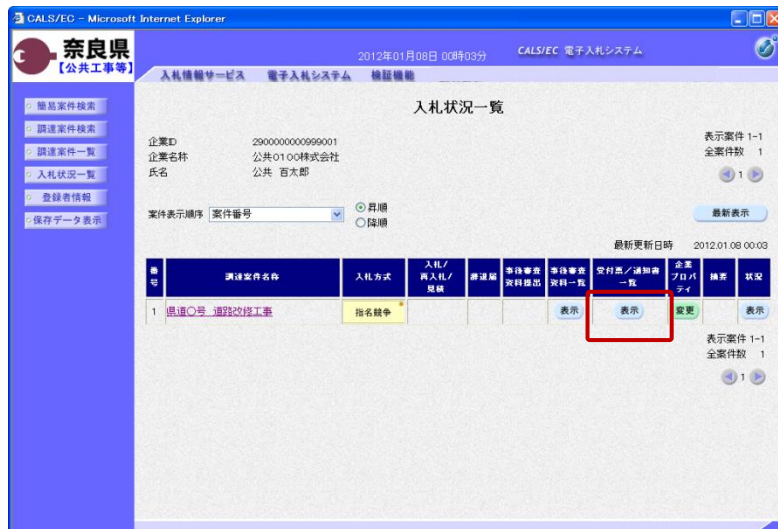 CALS/EC - Microsoft Internet Explorer
奈良県
【公共工事等】
2012年01月08日 00時03分
CALS/EC 電子入札システム
入札情報サービス 電子入札システム 検証機能
簡易案件検索
調達案件検索
調達案件一覧
入札状況一覧
登録者情報
保存データ表示
入札状況一覧
企業ID 2900000000999001
企業名称 公共0100株式会社
氏名 公共 百太郎
表示案件 1-1
全案件数 1
1
案件表示順序 案件番号
昇順
降順
最新表示
最新更新日時 2012.01.08 00:03
番号 調達案件名称 入札方式 入札/再入札/見積 辞退届 事後審査資料提出 事後審査資料一覧 受付票/通知書一覧 企業プロパティ 摘要 状況
1 県道○号 道路改修工事 指名競争 表示 表示 変更 表示
表示案件 1-1
全案件数 1
1